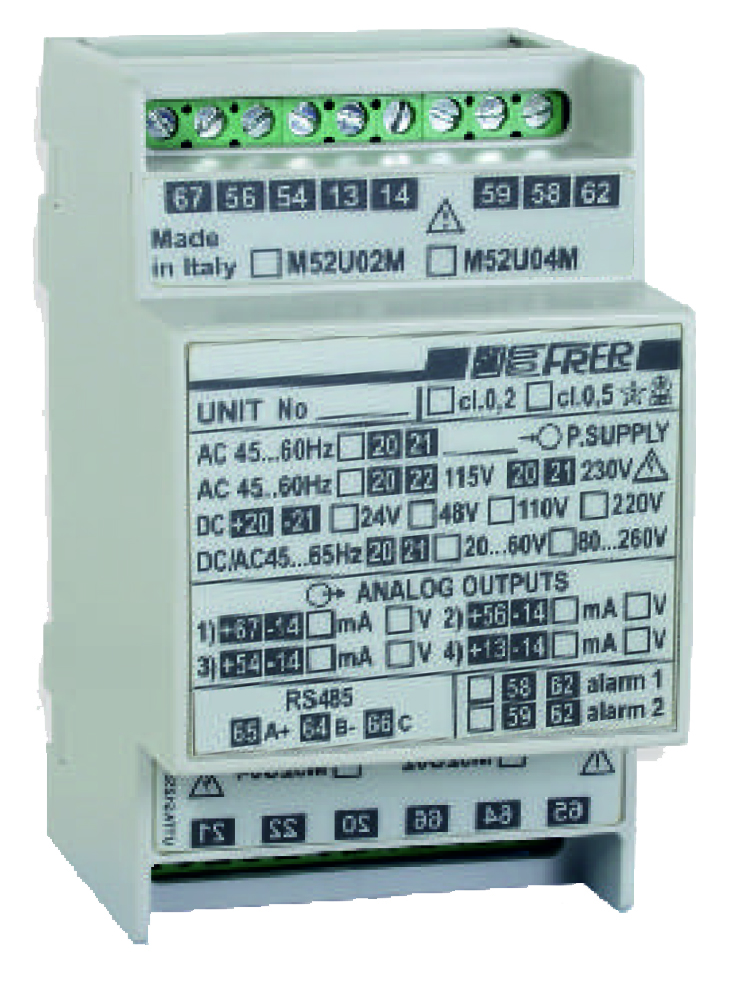 67 56 54 13 14 59 58 62
Made
in Italy M52U02M M52U04M
FRER
UNIT No cl.0,2 cl.0,5
AC 45...60Hz 20 21 P.SUPPLY
AC 45..60Hz 20 22 115V 20 21 230V
DC +20 -21 24V 48V 110V 220V
DC/AC45...65Hz 20 21 20...60V 80...260V
ANALOG OUTPUTS
1) +67 -14 mA V 2) +56 -14 mA V
3) +54 -14 mA V 4) +13 -14 mA V
RS485
65 A+ 64 B- 66 C
58 62 alarm 1
59 62 alarm 2
21 22 20 66 64 65